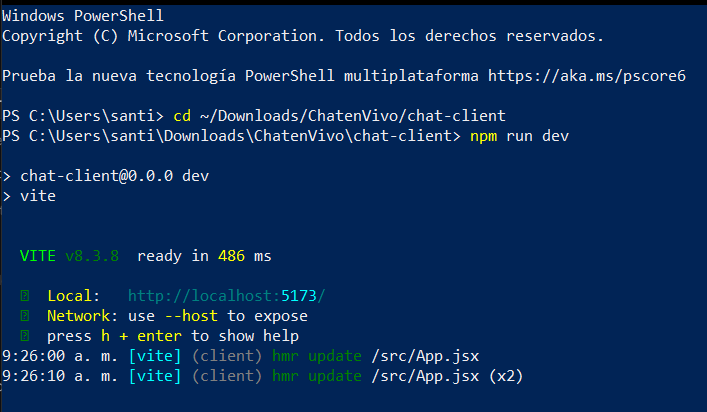 Windows PowerShell
Copyright (C) Microsoft Corporation. Todos los derechos reservados.
Prueba la nueva tecnología PowerShell multiplataforma https://aka.ms/pscore6
PS C:\Users\santi> cd ~/Downloads/ChatenVivo/chat-client
PS C:\Users\santi\Downloads\ChatenVivo\chat-client> npm run dev
> chat-client@0.0.0 dev
> vite
VITE v8.3.8 ready in 486 ms
Local: http://localhost:5173/
Network: use --host to expose
press h + enter to show help
9:26:00 a. m. [vite] (client) hmr update /src/App.jsx
9:26:10 a. m. [vite] (client) hmr update /src/App.jsx (x2)